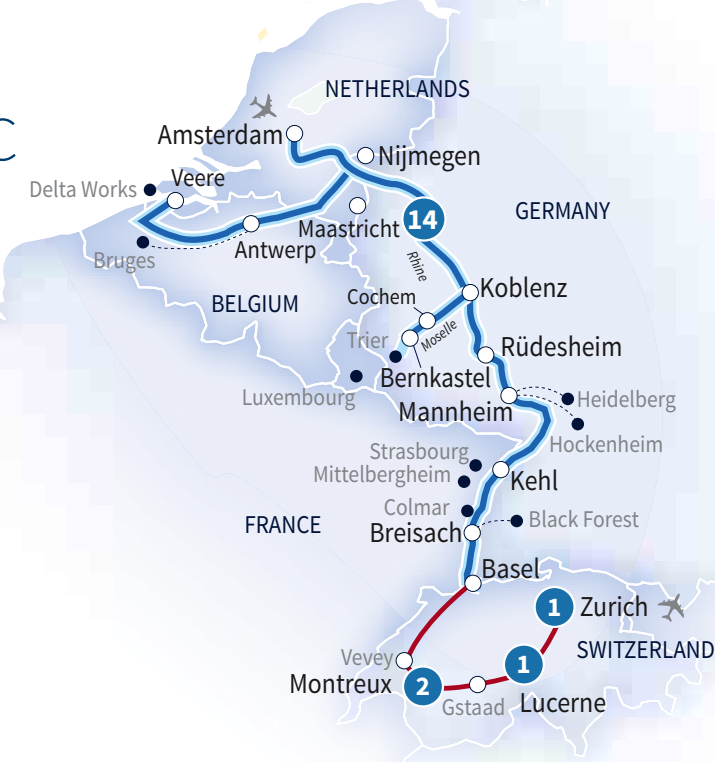 NETHERLANDS
Amsterdam
Nijmegen
Veere
Delta Works
GERMANY
Maastricht
14
Antwerp
Bruges
Rhine
Koblenz
Cochem
BELGIUM
Moselle
Trier
Rüdesheim
Bernkastel
Luxembourg
Heidelberg
Mannheim
Hockenheim
Strasbourg
Mittelbergheim
Kehl
Colmar
Black Forest
FRANCE
Breisach
Basel
1
Zurich
SWITZERLAND
Vevey
1
Montreux
2
Gstaad
Lucerne